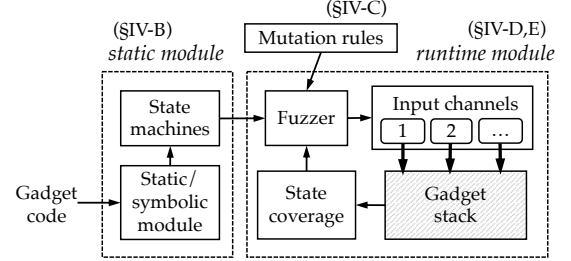 (§IV-B)
static module
(§IV-C)
Mutation rules
(§IV-D,E)
runtime module
State
machines
Fuzzer
Input channels
1
2
...
Gadget
code
Static/
symbolic
module
State
coverage
Gadget
stack